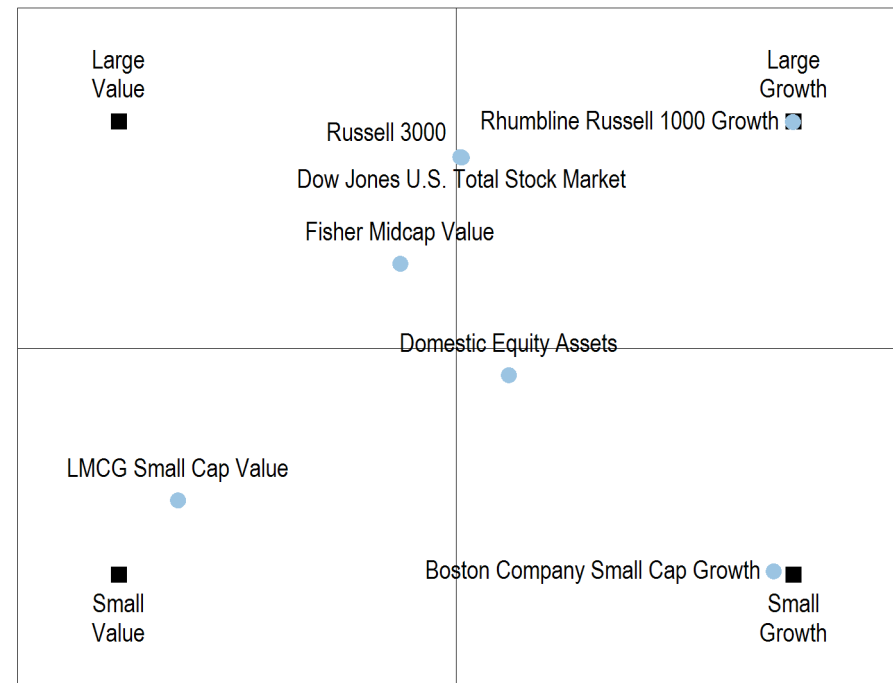 Large
Value
Large
Growth
Rhumbline Russell 1000 Growth
Russell 3000
Dow Jones U.S. Total Stock Market
Fisher Midcap Value
Domestic Equity Assets
LMCG Small Cap Value
Boston Company Small Cap Growth
Small
Value
Small
Growth